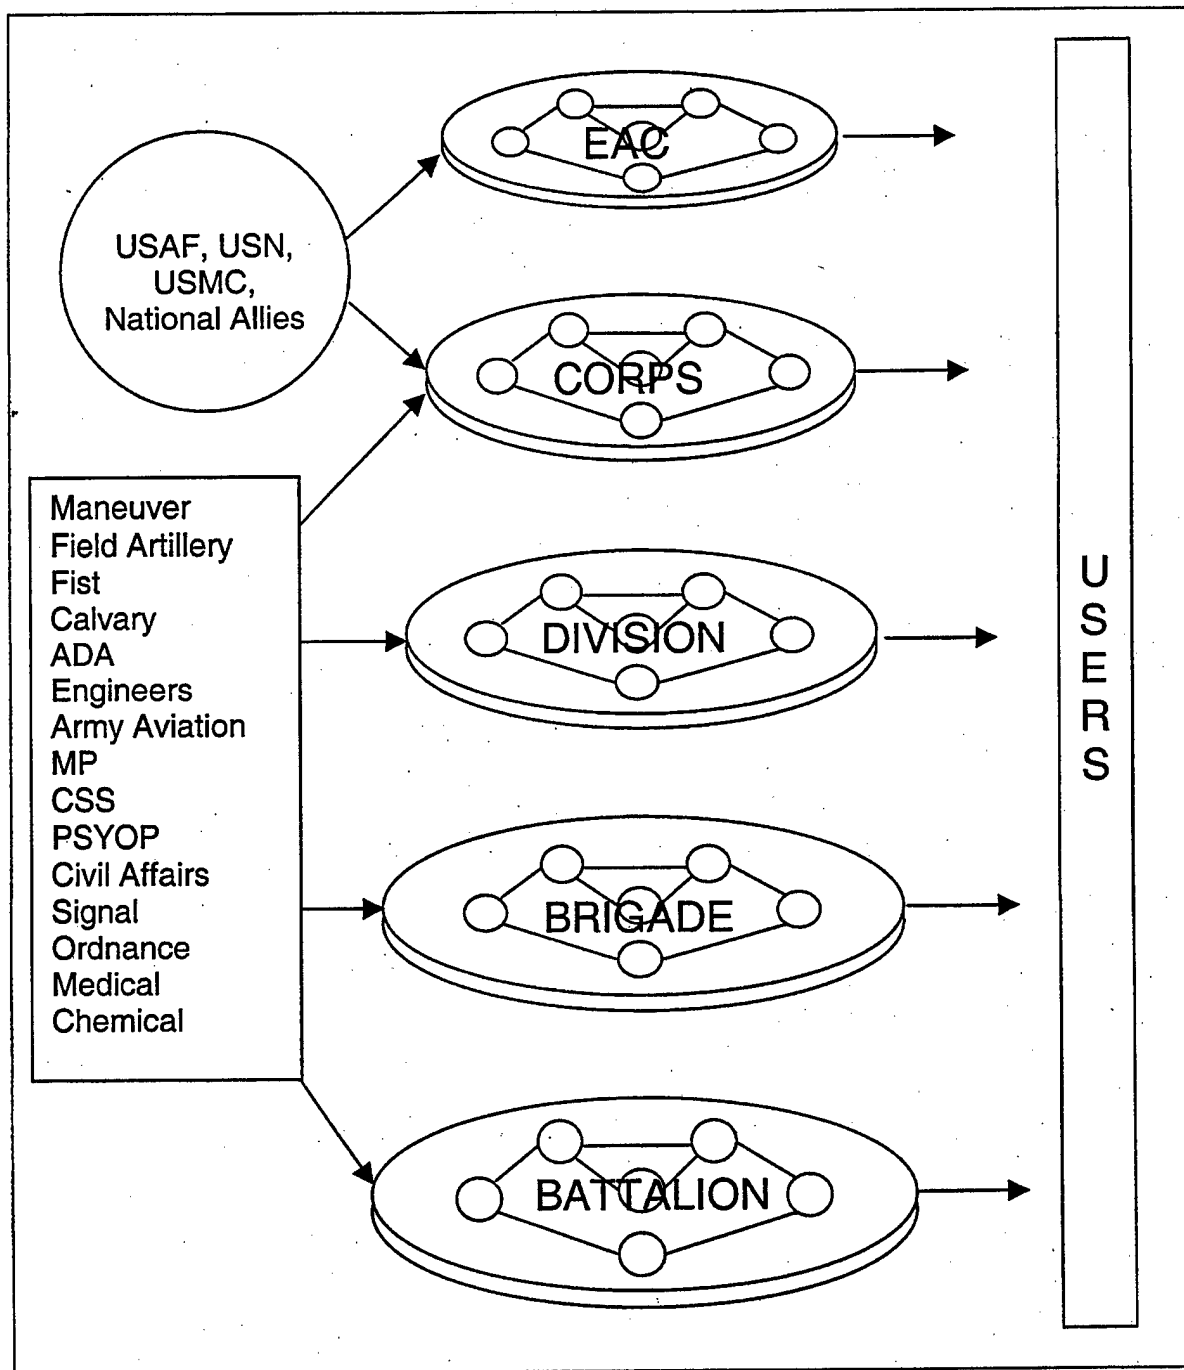 EAC
USAF, USN,
USMC,
National Allies
CORPS
Maneuver
Field Artillery
Fist
Calvary
ADA
Engineers
Army Aviation
MP
CSS
PSYOP
Civil Affairs
Signal
Ordnance
Medical
Chemical
DIVISION
BRIGADE
BATTALION
USERS